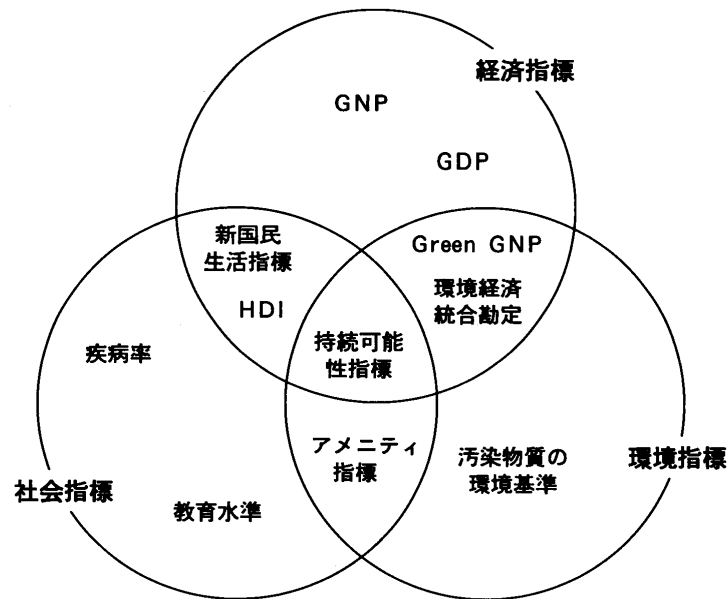 経済指標
GNP
GDP
新国民
生活指標
HDI
Green GNP
環境経済
統合勘定
持続可能
性指標
疾病率
アメニティ
指標
汚染物質の
環境基準
環境指標
社会指標
教育水準